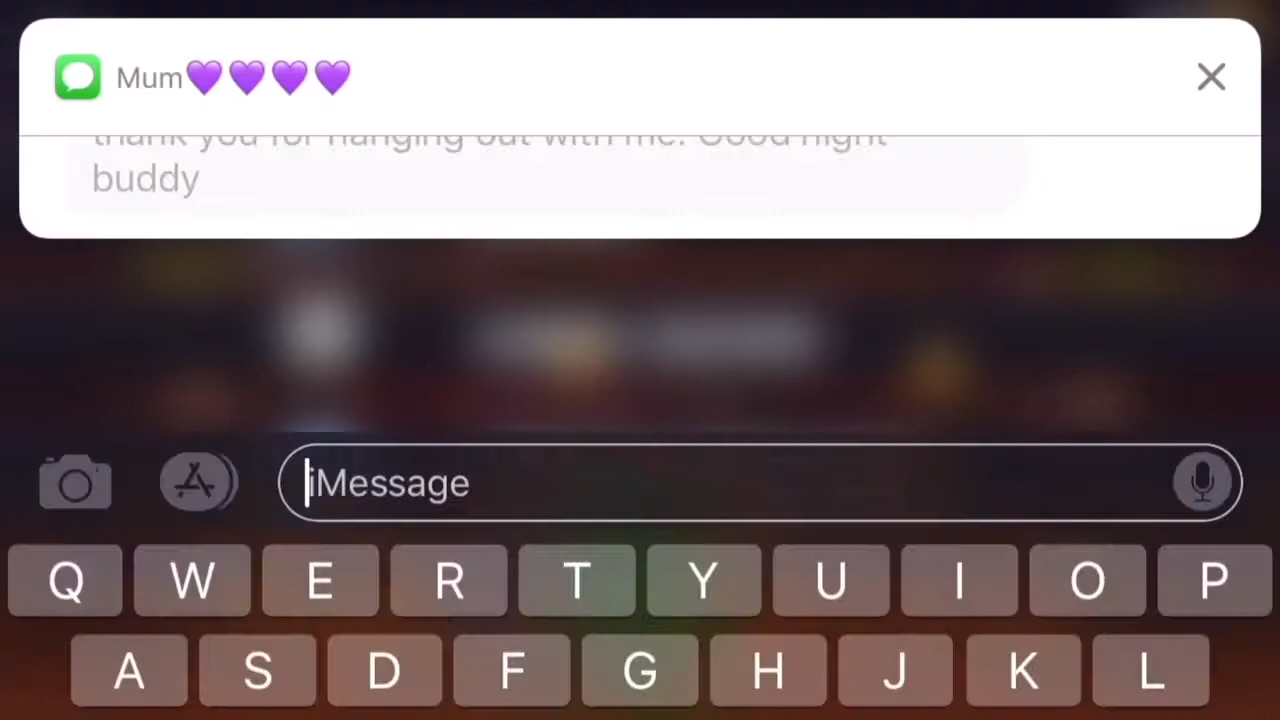 Mum💜💜💜💜
thank you for hanging out with me. Good night
buddy
iMessage
Q W E R T Y U I O P
A S D F G H J K L